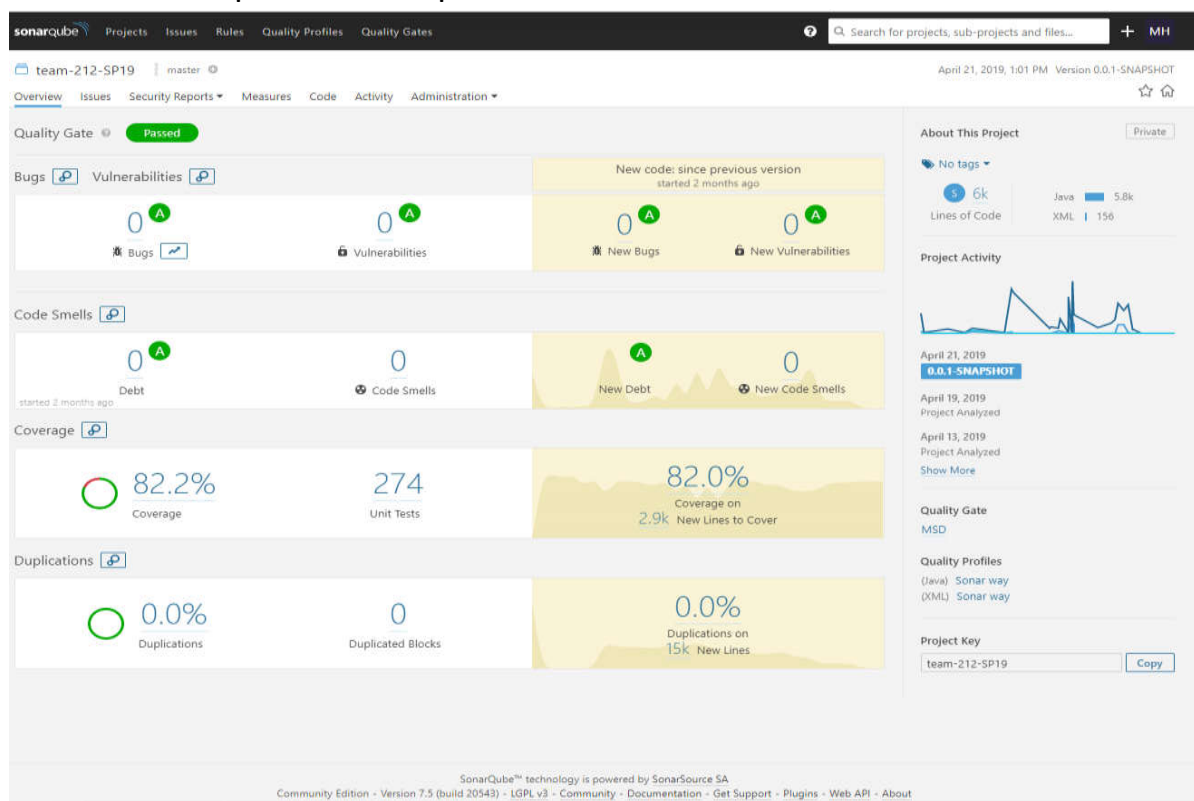 sonarqube Projects Issues Rules Quality Profiles Quality Gates Search for projects, sub-projects and files... + MH
team-212-SP19 master April 21, 2019, 1:01 PM Version 0.0.1-SNAPSHOT
Overview Issues Security Reports Measures Code Activity Administration
Quality Gate Passed
Bugs Vulnerabilities
New code: since previous version
started 2 months ago
0 A
Bugs
0 A
Vulnerabilities
0 A
New Bugs
0 A
New Vulnerabilities
Code Smells
0 A
Debt
started 2 months ago
0
Code Smells
A
New Debt
0
New Code Smells
Coverage
82.2%
Coverage
274
Unit Tests
82.0%
Coverage on
2.9k New Lines to Cover
Duplications
0.0%
Duplications
0
Duplicated Blocks
0.0%
Duplications on
15k New Lines
About This Project Private
No tags
S 6k
Lines of Code
Java 5.8k
XML 156
Project Activity
April 21, 2019
0.0.1-SNAPSHOT
April 19, 2019
Project Analyzed
April 13, 2019
Project Analyzed
Show More
Quality Gate
MSD
Quality Profiles
(Java) Sonar way
(XML) Sonar way
Project Key
team-212-SP19 Copy
SonarQube™ technology is powered by SonarSource SA
Community Edition - Version 7.5 (build 20543) - LGPL v3 - Community - Documentation - Get Support - Plugins - Web API - About